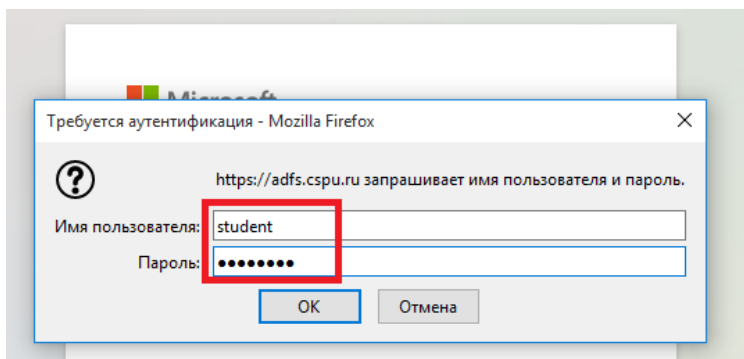 Microsoft
Требуется аутентификация - Mozilla Firefox
https://adfs.cspu.ru запрашивает имя пользователя и пароль.
Имя пользователя: student
Пароль: ••••••••
OK Отмена